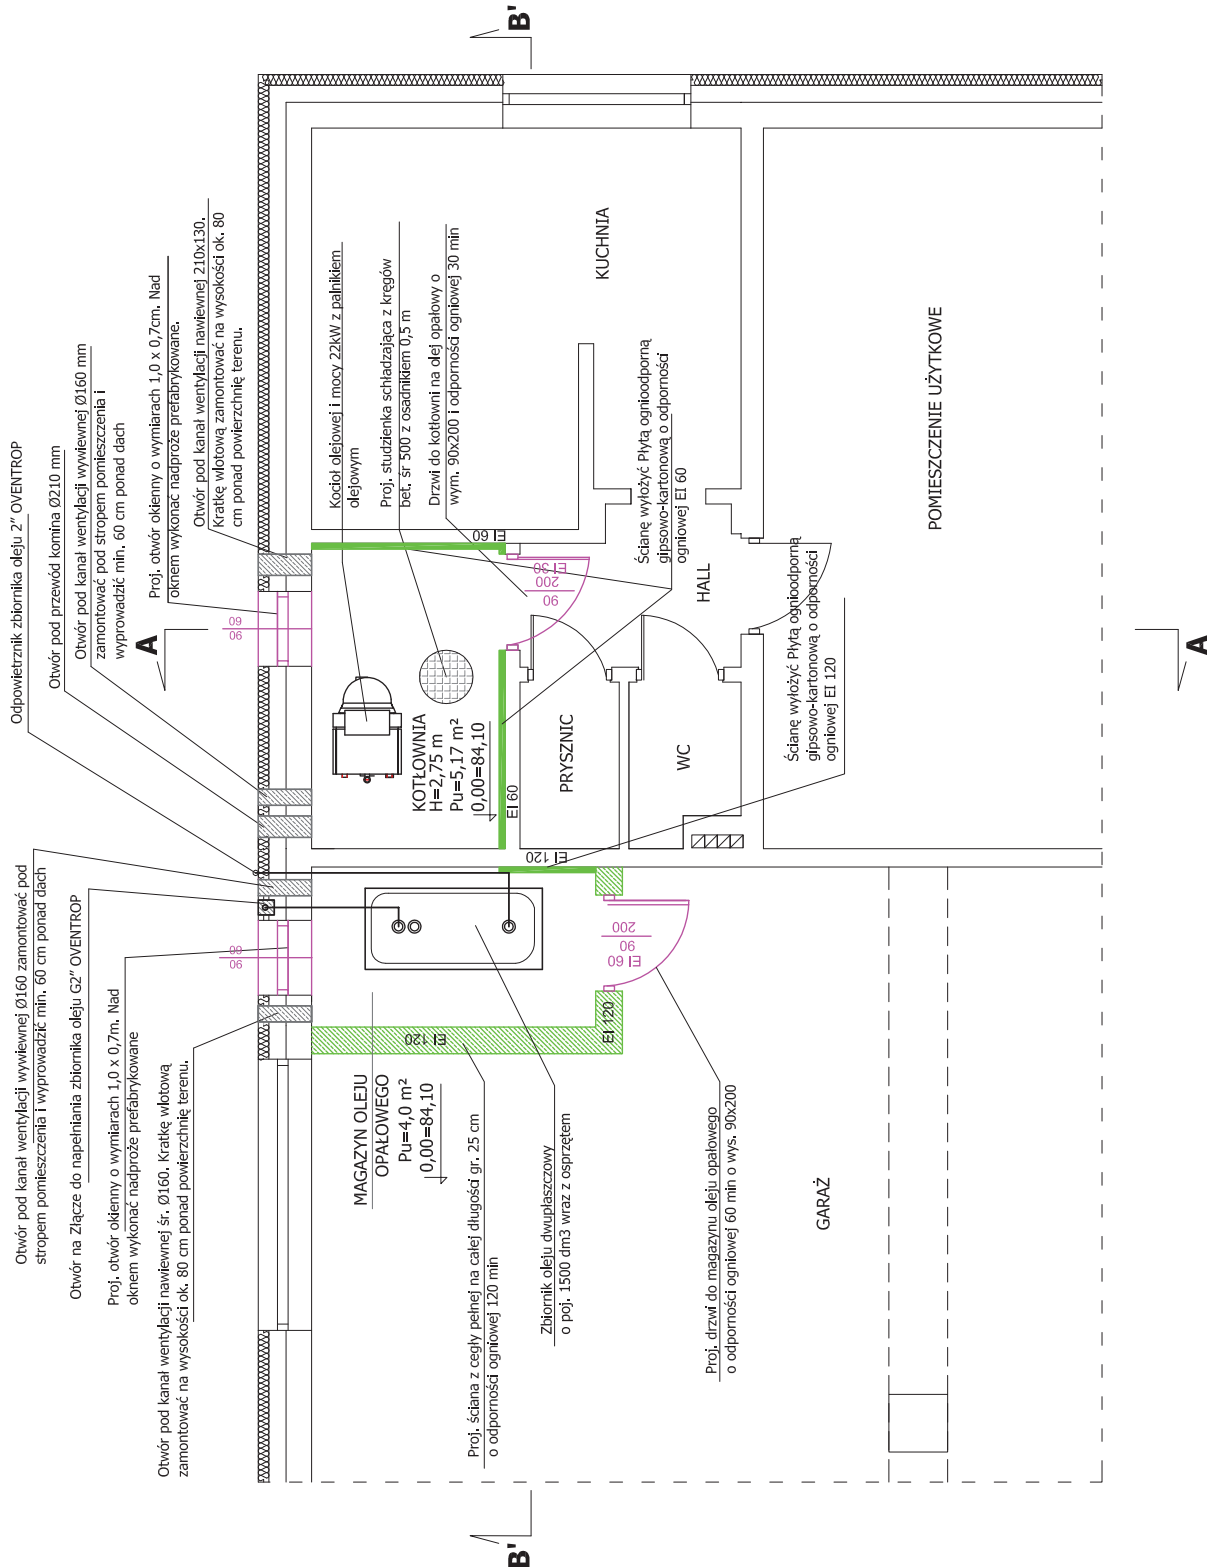 Odpowietrznik zbiornika oleju 2" OVENTROP
Otwór pod przewód komina Ø210 mm
Otwór pod kanał wentylacji wywiewnej Ø160 mm
zamontować pod stropem pomieszczenia i
wyprowadzić min. 60 cm ponad dach
Proj. otwór okienny o wymiarach 1,0 x 0,7cm. Nad
oknem wykonać nadproże prefabrykowane.
Otwór pod kanał wentylacji nawiewnej 210x130.
Kratkę wlotową zamontować na wysokości ok. 80
cm ponad powierzchnię terenu.
Otwór pod kanał wentylacji wywiewnej Ø160 zamontować pod
stropem pomieszczenia i wyprowadzić min. 60 cm ponad dach
Otwór na Złącze do napełniania zbiornika oleju G2" OVENTROP
Proj. otwór okienny o wymiarach 1,0 x 0,7m. Nad
oknem wykonać nadproże prefabrykowane
Otwór pod kanał wentylacji nawiewnej śr. Ø160. Kratkę wlotową
zamontować na wysokości ok. 80 cm ponad powierzchnię terenu.
A
90
60
90
60
Kocioł olejowej i mocy 22kW z palnikiem
olejowym
Proj. studzienka schładzająca z kręgów
bet. śr 500 z osadnikiem 0,5 m
Drzwi do kotłowni na olej opałowy o
wym. 90x200 i odporności ogniowej 30 min
KOTŁOWNIA
H=2,75 m
Pu=5,17 m²
0,00=84,10
MAGAZYN OLEJU
OPAŁOWEGO
Pu=4,0 m²
0,00=84,10
EI 60
EI 60
EI 30
200
90
EI 120
EI 120
EI 120
EI 60
200
90
KUCHNIA
PRYSZNIC
WC
HALL
Ścianę wyłożyć Płytą ognioodporną
gipsowo-kartonową o odporności
ogniowej EI 60
Ścianę wyłożyć Płytą ognioodporną
gipsowo-kartonową o odporności
ogniowej EI 120
Proj. ściana z cegły pełnej na całej długości gr. 25 cm
o odporności ogniowej 120 min
Zbiornik oleju dwupłaszczowy
o poj. 1500 dm3 wraz z osprzętem
Proj. drzwi do magazynu oleju opałowego
o odporności ogniowej 60 min o wys. 90x200
GARAŻ
POMIESZCZENIE UŻYTKOWE
B'
B'
A